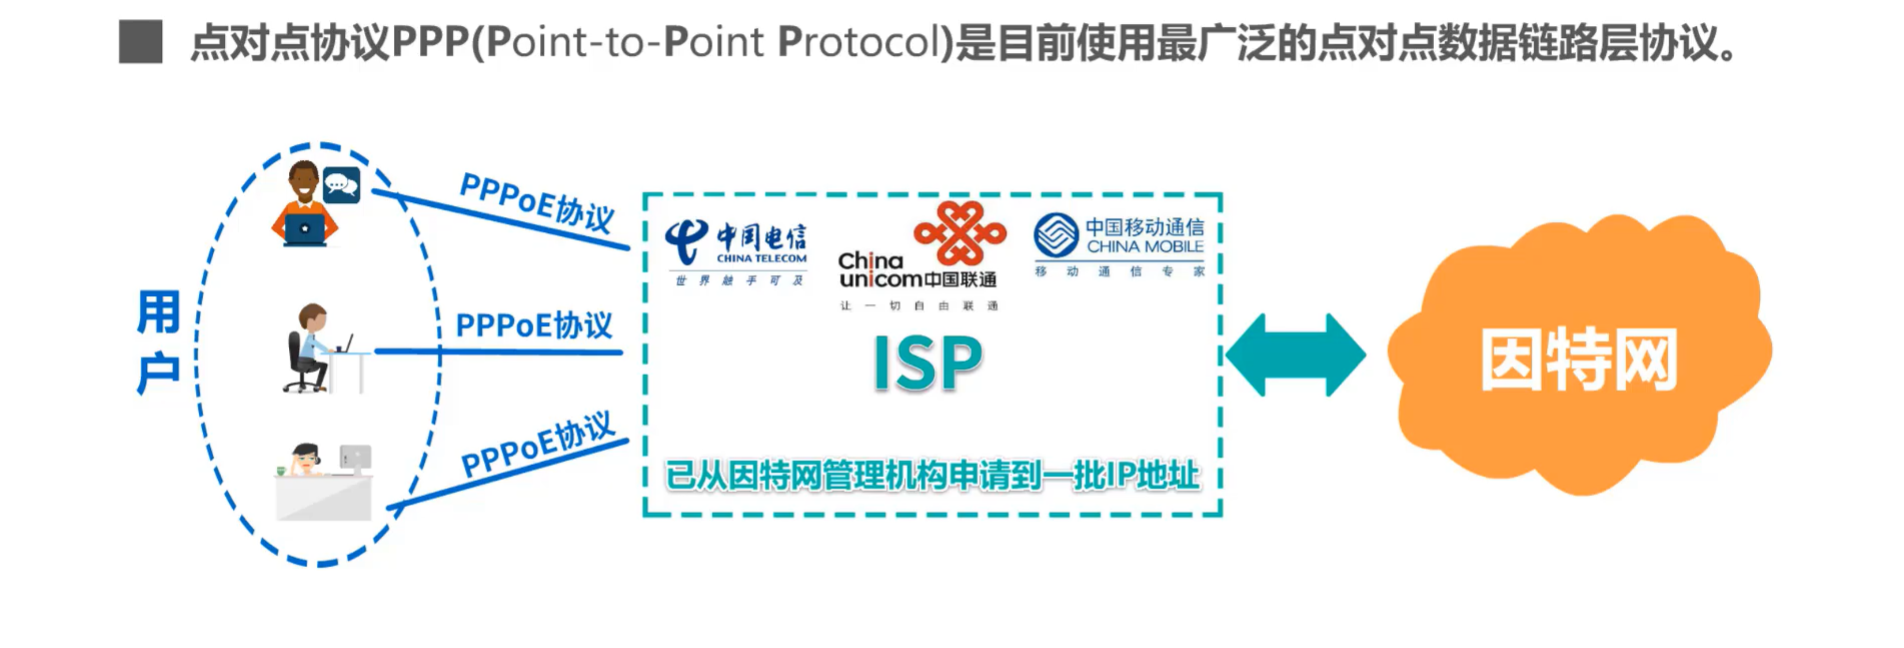 点对点协议PPP(Point-to-Point Protocol)是目前使用最广泛的点对点数据链路层协议。
用户
PPPoE协议
PPPoE协议
PPPoE协议
中国电信
CHINA TELECOM
世界触手可及
China
unicom中国联通
让一切自由联通
中国移动通信
CHINA MOBILE
移动通信专家
ISP
已从因特网管理机构申请到一批IP地址
因特网